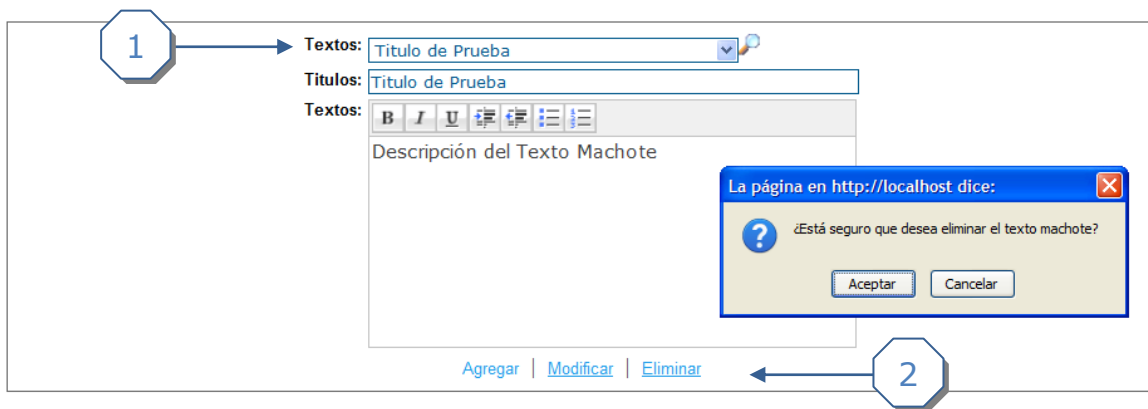 1
Textos: Titulo de Prueba
Titulos: Titulo de Prueba
Textos: B I U
Descripción del Texto Machote
La página en http://localhost dice:
¿Está seguro que desea eliminar el texto machote?
Aceptar Cancelar
Agregar | Modificar | Eliminar
2